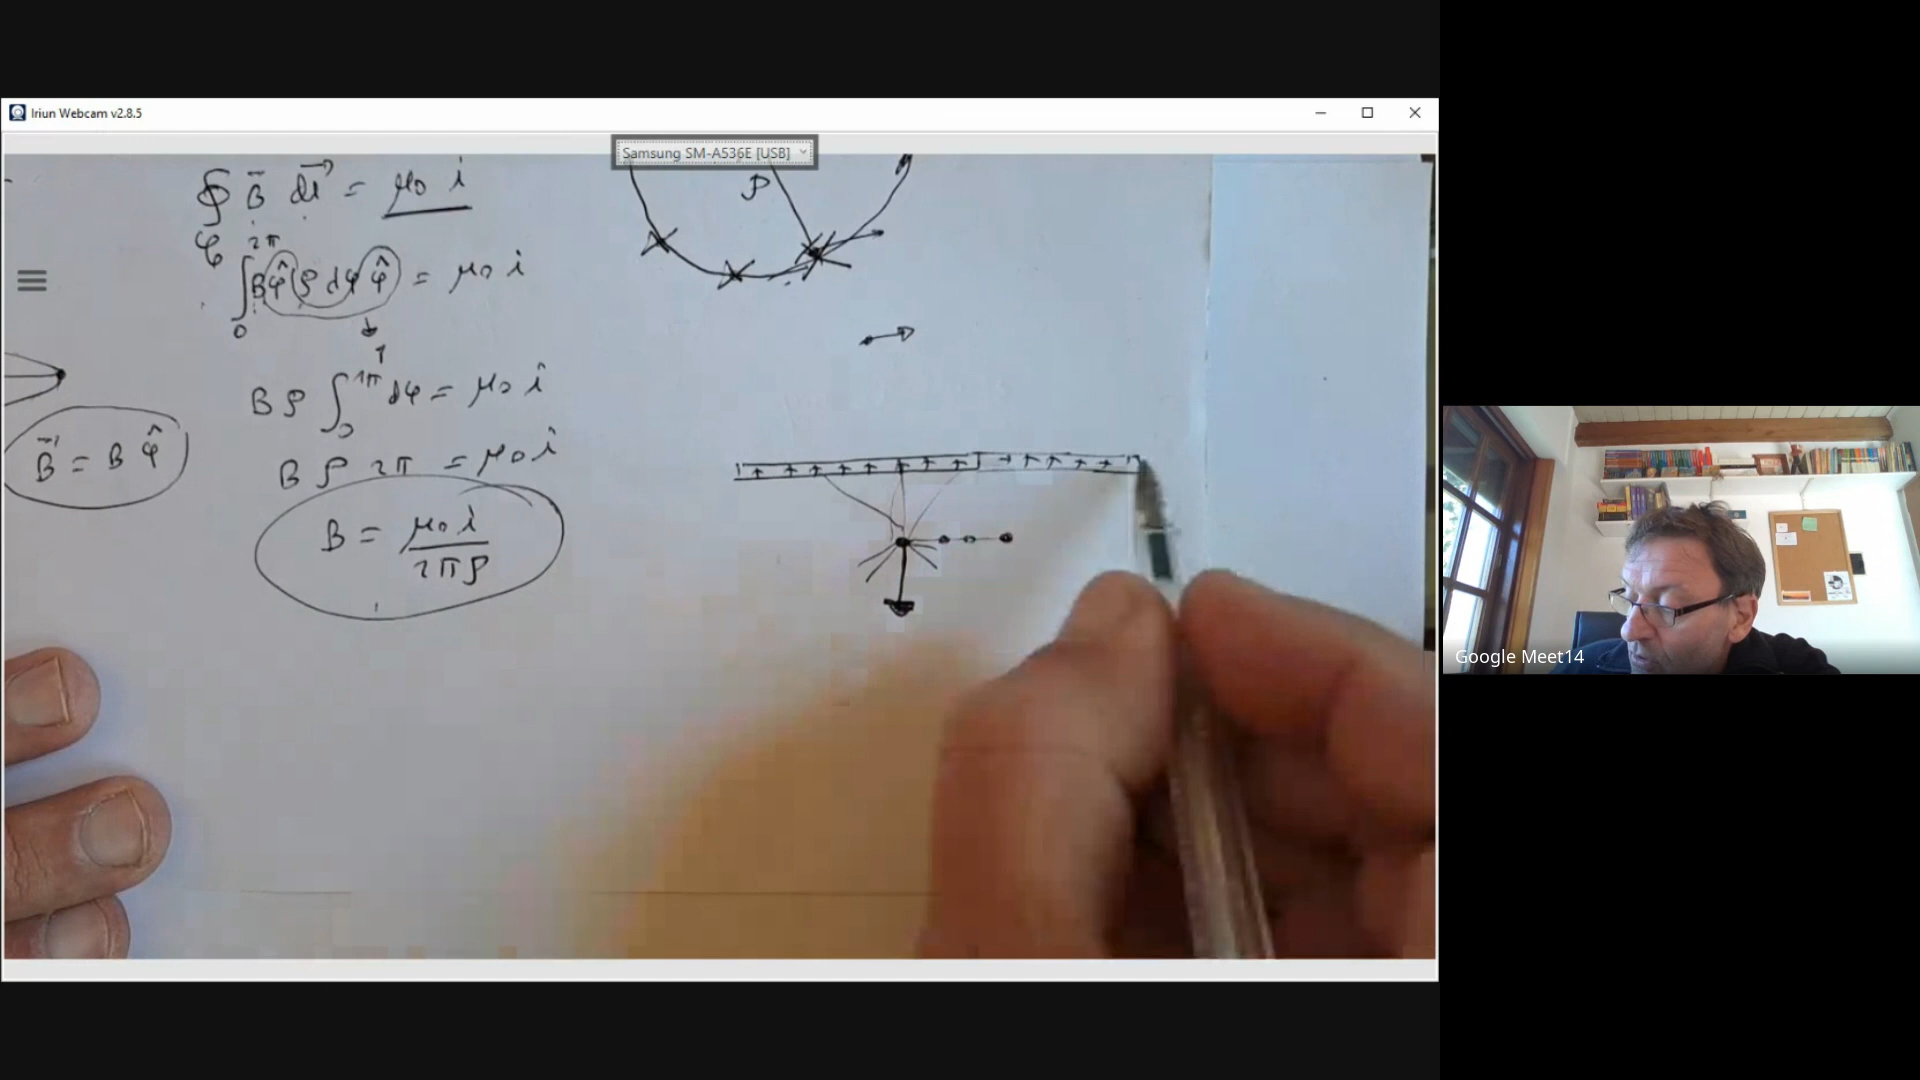 Iriun Webcam v2.8.5
Samsung SM-A536E [USB]
∮ B̄ dl⃗ = μ₀ i
φ 2π
∫ Bφ̂ (ρ dφ φ̂) = μ₀ i
0
1
B ρ ∫ 2π dφ = μ₀ i
0
B ρ 2π = μ₀ i
B⃗ = B φ̂
B = μ₀ i / 2πρ
ρ
Google Meet14